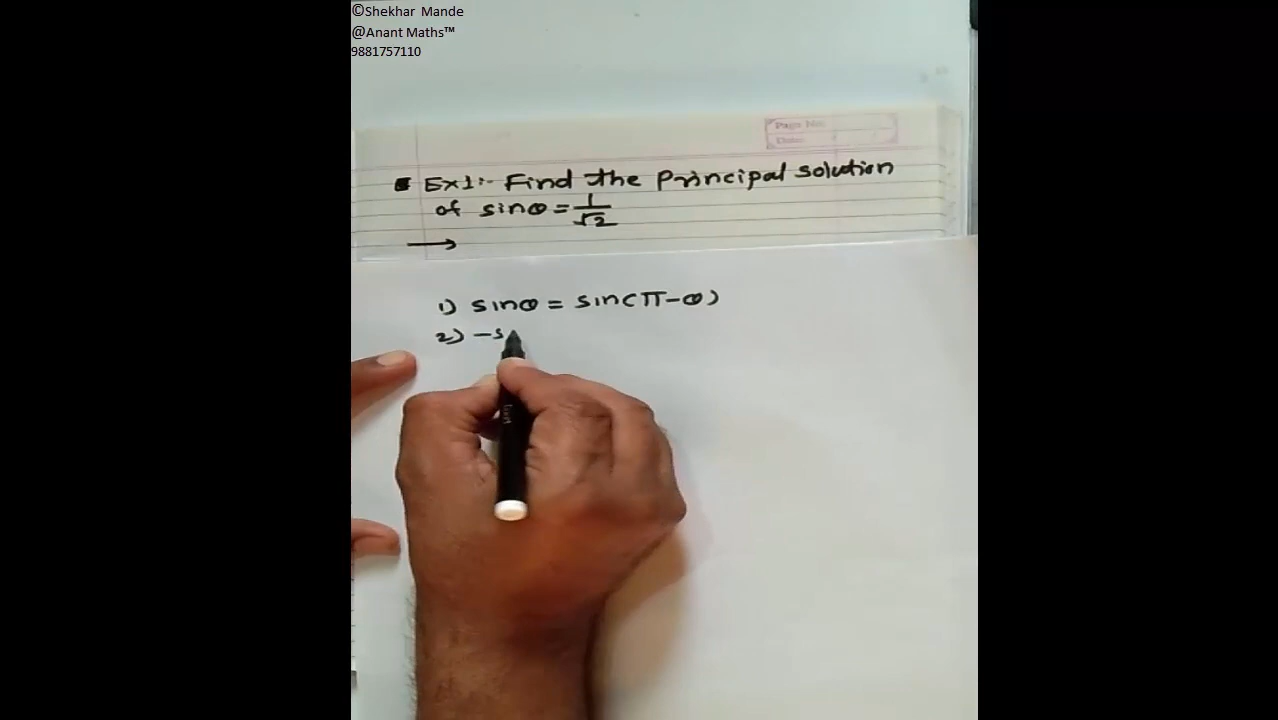 ©Shekhar Mande
@Anant Maths™
9881757110
Page No:
Date:
Ex1:- Find the Principal solution
of sinθ = 1/√2
→
1) sinθ = sin(π-θ)
2) -s